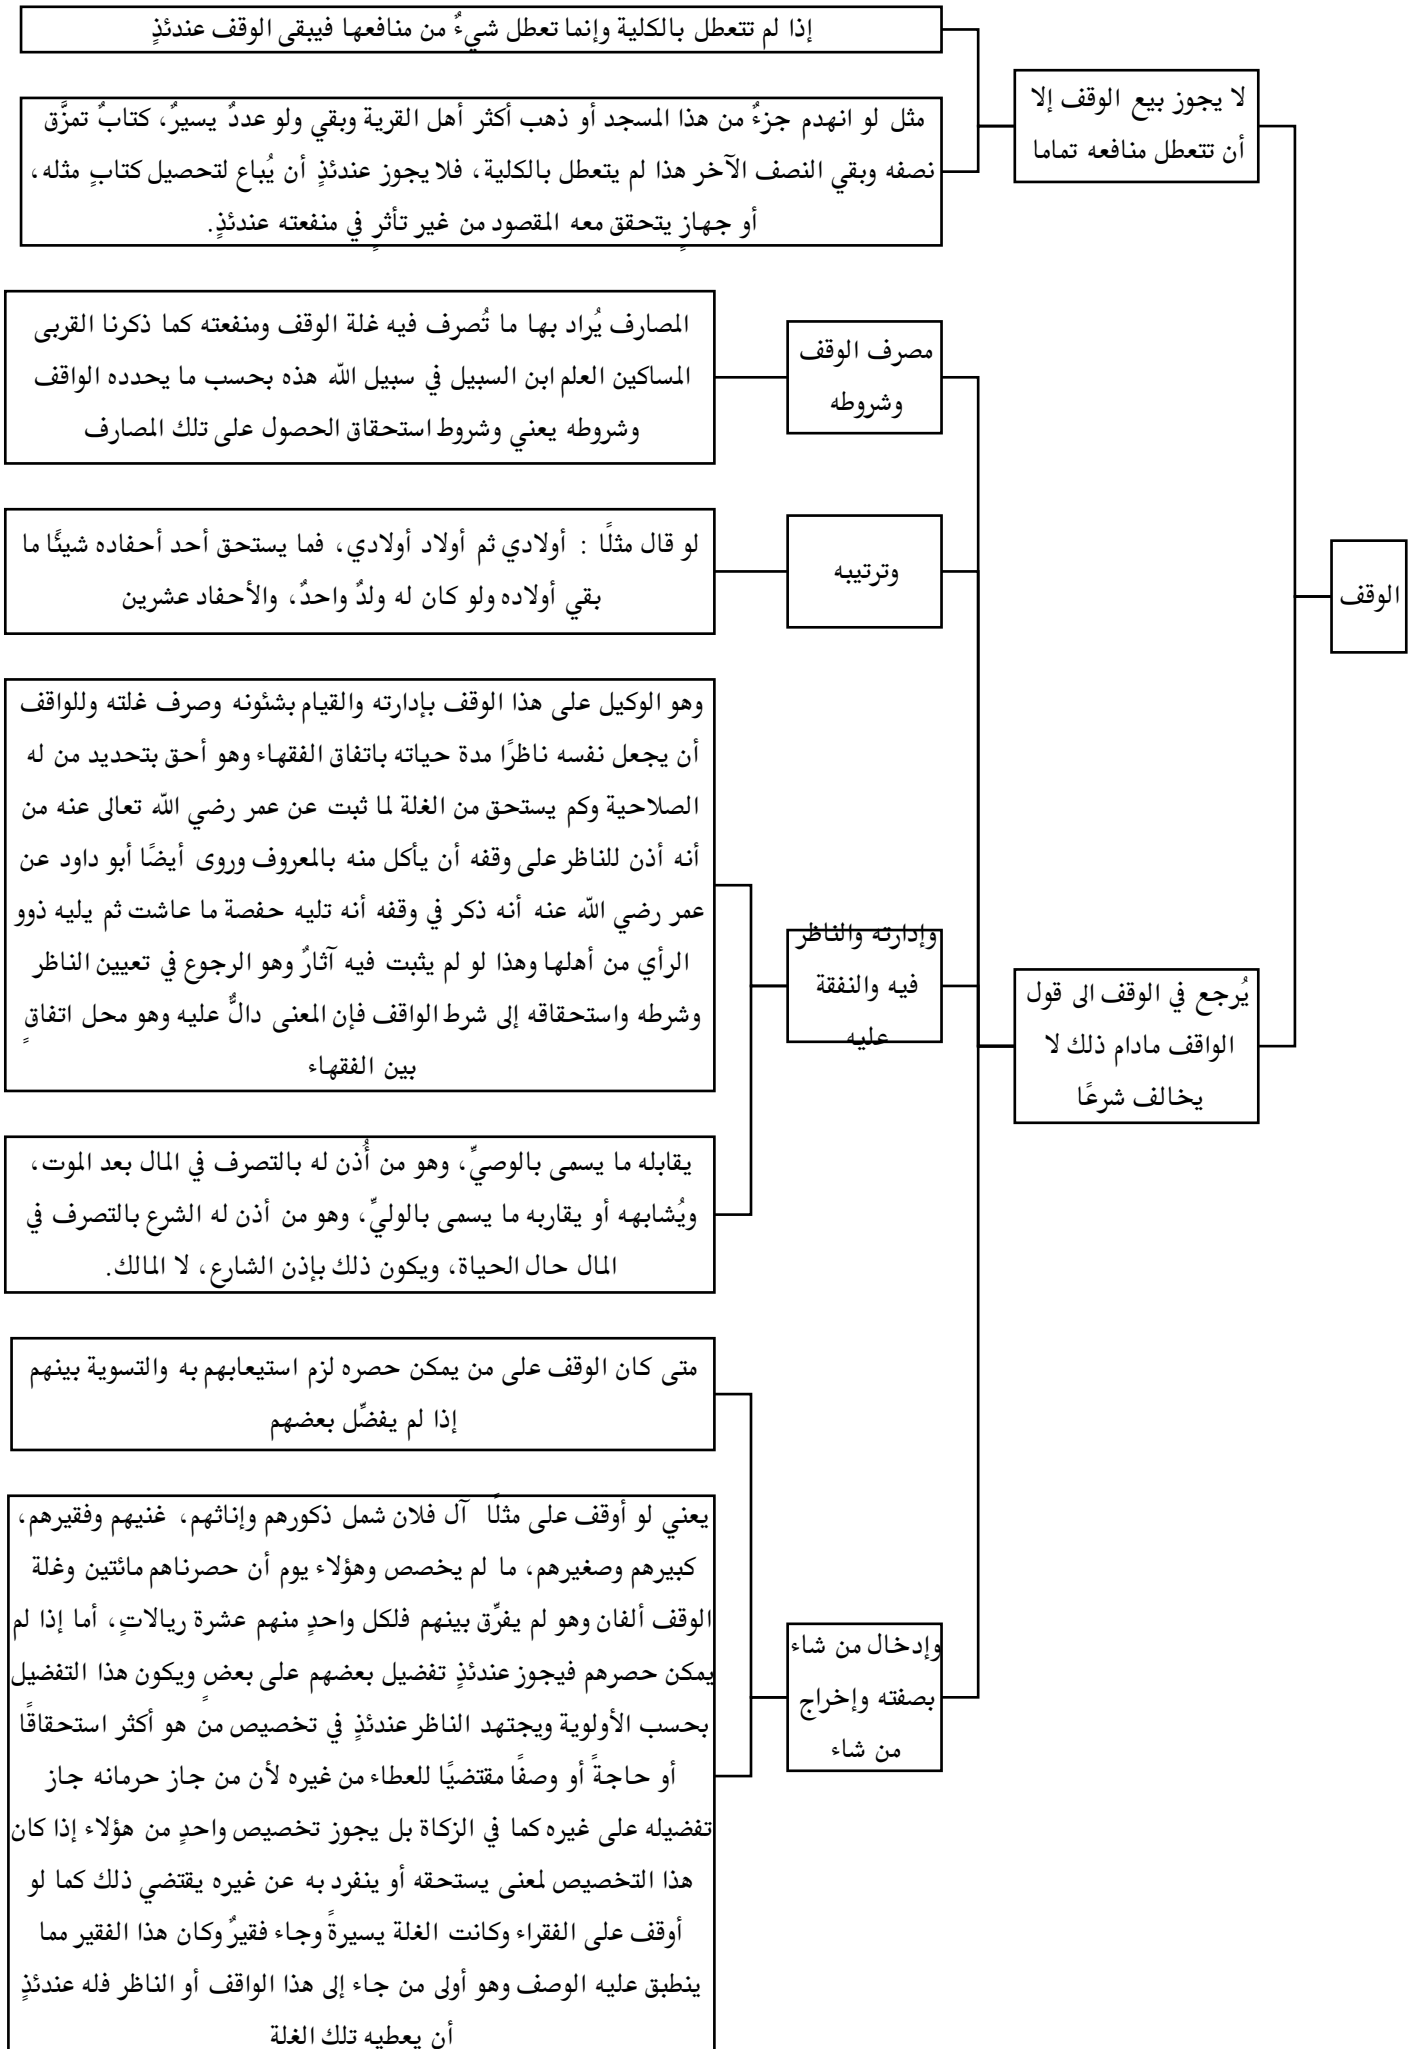 الوقف
لا يجوز بيع الوقف إلا
أن تتعطل منافعه تماما
إذا لم تتعطل بالكلية وإنما تعطل شيءٌ من منافعها فيبقى الوقف عندئذٍ
مثل لو انهدم جزءٌ من هذا المسجد أو ذهب أكثر أهل القرية وبقي ولو عددٌ يسيرٌ، كتابٌ تمزَّق
نصفه وبقي النصف الآخر هذا لم يتعطل بالكلية، فلا يجوز عندئذٍ أن يُباع لتحصيل كتابٍ مثله،
أو جهازٍ يتحقق معه المقصود من غير تأثرٍ في منفعته عندئذٍ.
يُرجع في الوقف الى قول
الواقف مادام ذلك لا
يخالف شرعًا
مصرف الوقف
وشروطه
المصارف يُراد بها ما تُصرف فيه غلة الوقف ومنفعته كما ذكرنا القربى
المساكين العلم ابن السبيل في سبيل الله هذه بحسب ما يحدده الواقف
وشروطه يعني وشروط استحقاق الحصول على تلك المصارف
وترتيبه
لو قال مثلًا : أولادي ثم أولاد أولادي، فما يستحق أحد أحفاده شيئًا ما
بقي أولاده ولو كان له ولدٌ واحدٌ، والأحفاد عشرين
وإدارته والناظر
فيه والنفقة
عليه
وهو الوكيل على هذا الوقف بإدارته والقيام بشئونه وصرف غلته وللواقف
أن يجعل نفسه ناظرًا مدة حياته باتفاق الفقهاء وهو أحق بتحديد من له
الصلاحية وكم يستحق من الغلة لما ثبت عن عمر رضي الله تعالى عنه من
أنه أذن للناظر على وقفه أن يأكل منه بالمعروف وروى أيضًا أبو داود عن
عمر رضي الله عنه أنه ذكر في وقفه أنه تليه حفصة ما عاشت ثم يليه ذوو
الرأي من أهلها وهذا لو لم يثبت فيه آثارٌ وهو الرجوع في تعيين الناظر
وشرطه واستحقاقه إلى شرط الواقف فإن المعنى دالٌّ عليه وهو محل اتفاقٍ
بين الفقهاء
يقابله ما يسمى بالوصيِّ، وهو من أُذن له بالتصرف في المال بعد الموت،
ويُشابهه أو يقاربه ما يسمى بالوليِّ، وهو من أذن له الشرع بالتصرف في
المال حال الحياة، ويكون ذلك بإذن الشارع، لا المالك.
وإدخال من شاء
بصفته وإخراج
من شاء
متى كان الوقف على من يمكن حصره لزم استيعابهم به والتسوية بينهم
إذا لم يفضِّل بعضهم
يعني لو أوقف على مثلًا آل فلان شمل ذكورهم وإناثهم، غنيهم وفقيرهم،
كبيرهم وصغيرهم، ما لم يخصص وهؤلاء يوم أن حصرناهم مائتين وغلة
الوقف ألفان وهو لم يفرِّق بينهم فلكل واحدٍ منهم عشرة ريالاتٍ، أما إذا لم
يمكن حصرهم فيجوز عندئذٍ تفضيل بعضهم على بعضٍ ويكون هذا التفضيل
بحسب الأولوية ويجتهد الناظر عندئذٍ في تخصيص من هو أكثر استحقاقًا
أو حاجةً أو وصفًا مقتضيًا للعطاء من غيره لأن من جاز حرمانه جاز
تفضيله على غيره كما في الزكاة بل يجوز تخصيص واحدٍ من هؤلاء إذا كان
هذا التخصيص لمعنى يستحقه أو ينفرد به عن غيره يقتضي ذلك كما لو
أوقف على الفقراء وكانت الغلة يسيرةً وجاء فقيرٌ وكان هذا الفقير مما
ينطبق عليه الوصف وهو أولى من جاء إلى هذا الواقف أو الناظر فله عندئذٍ
أن يعطيه تلك الغلة